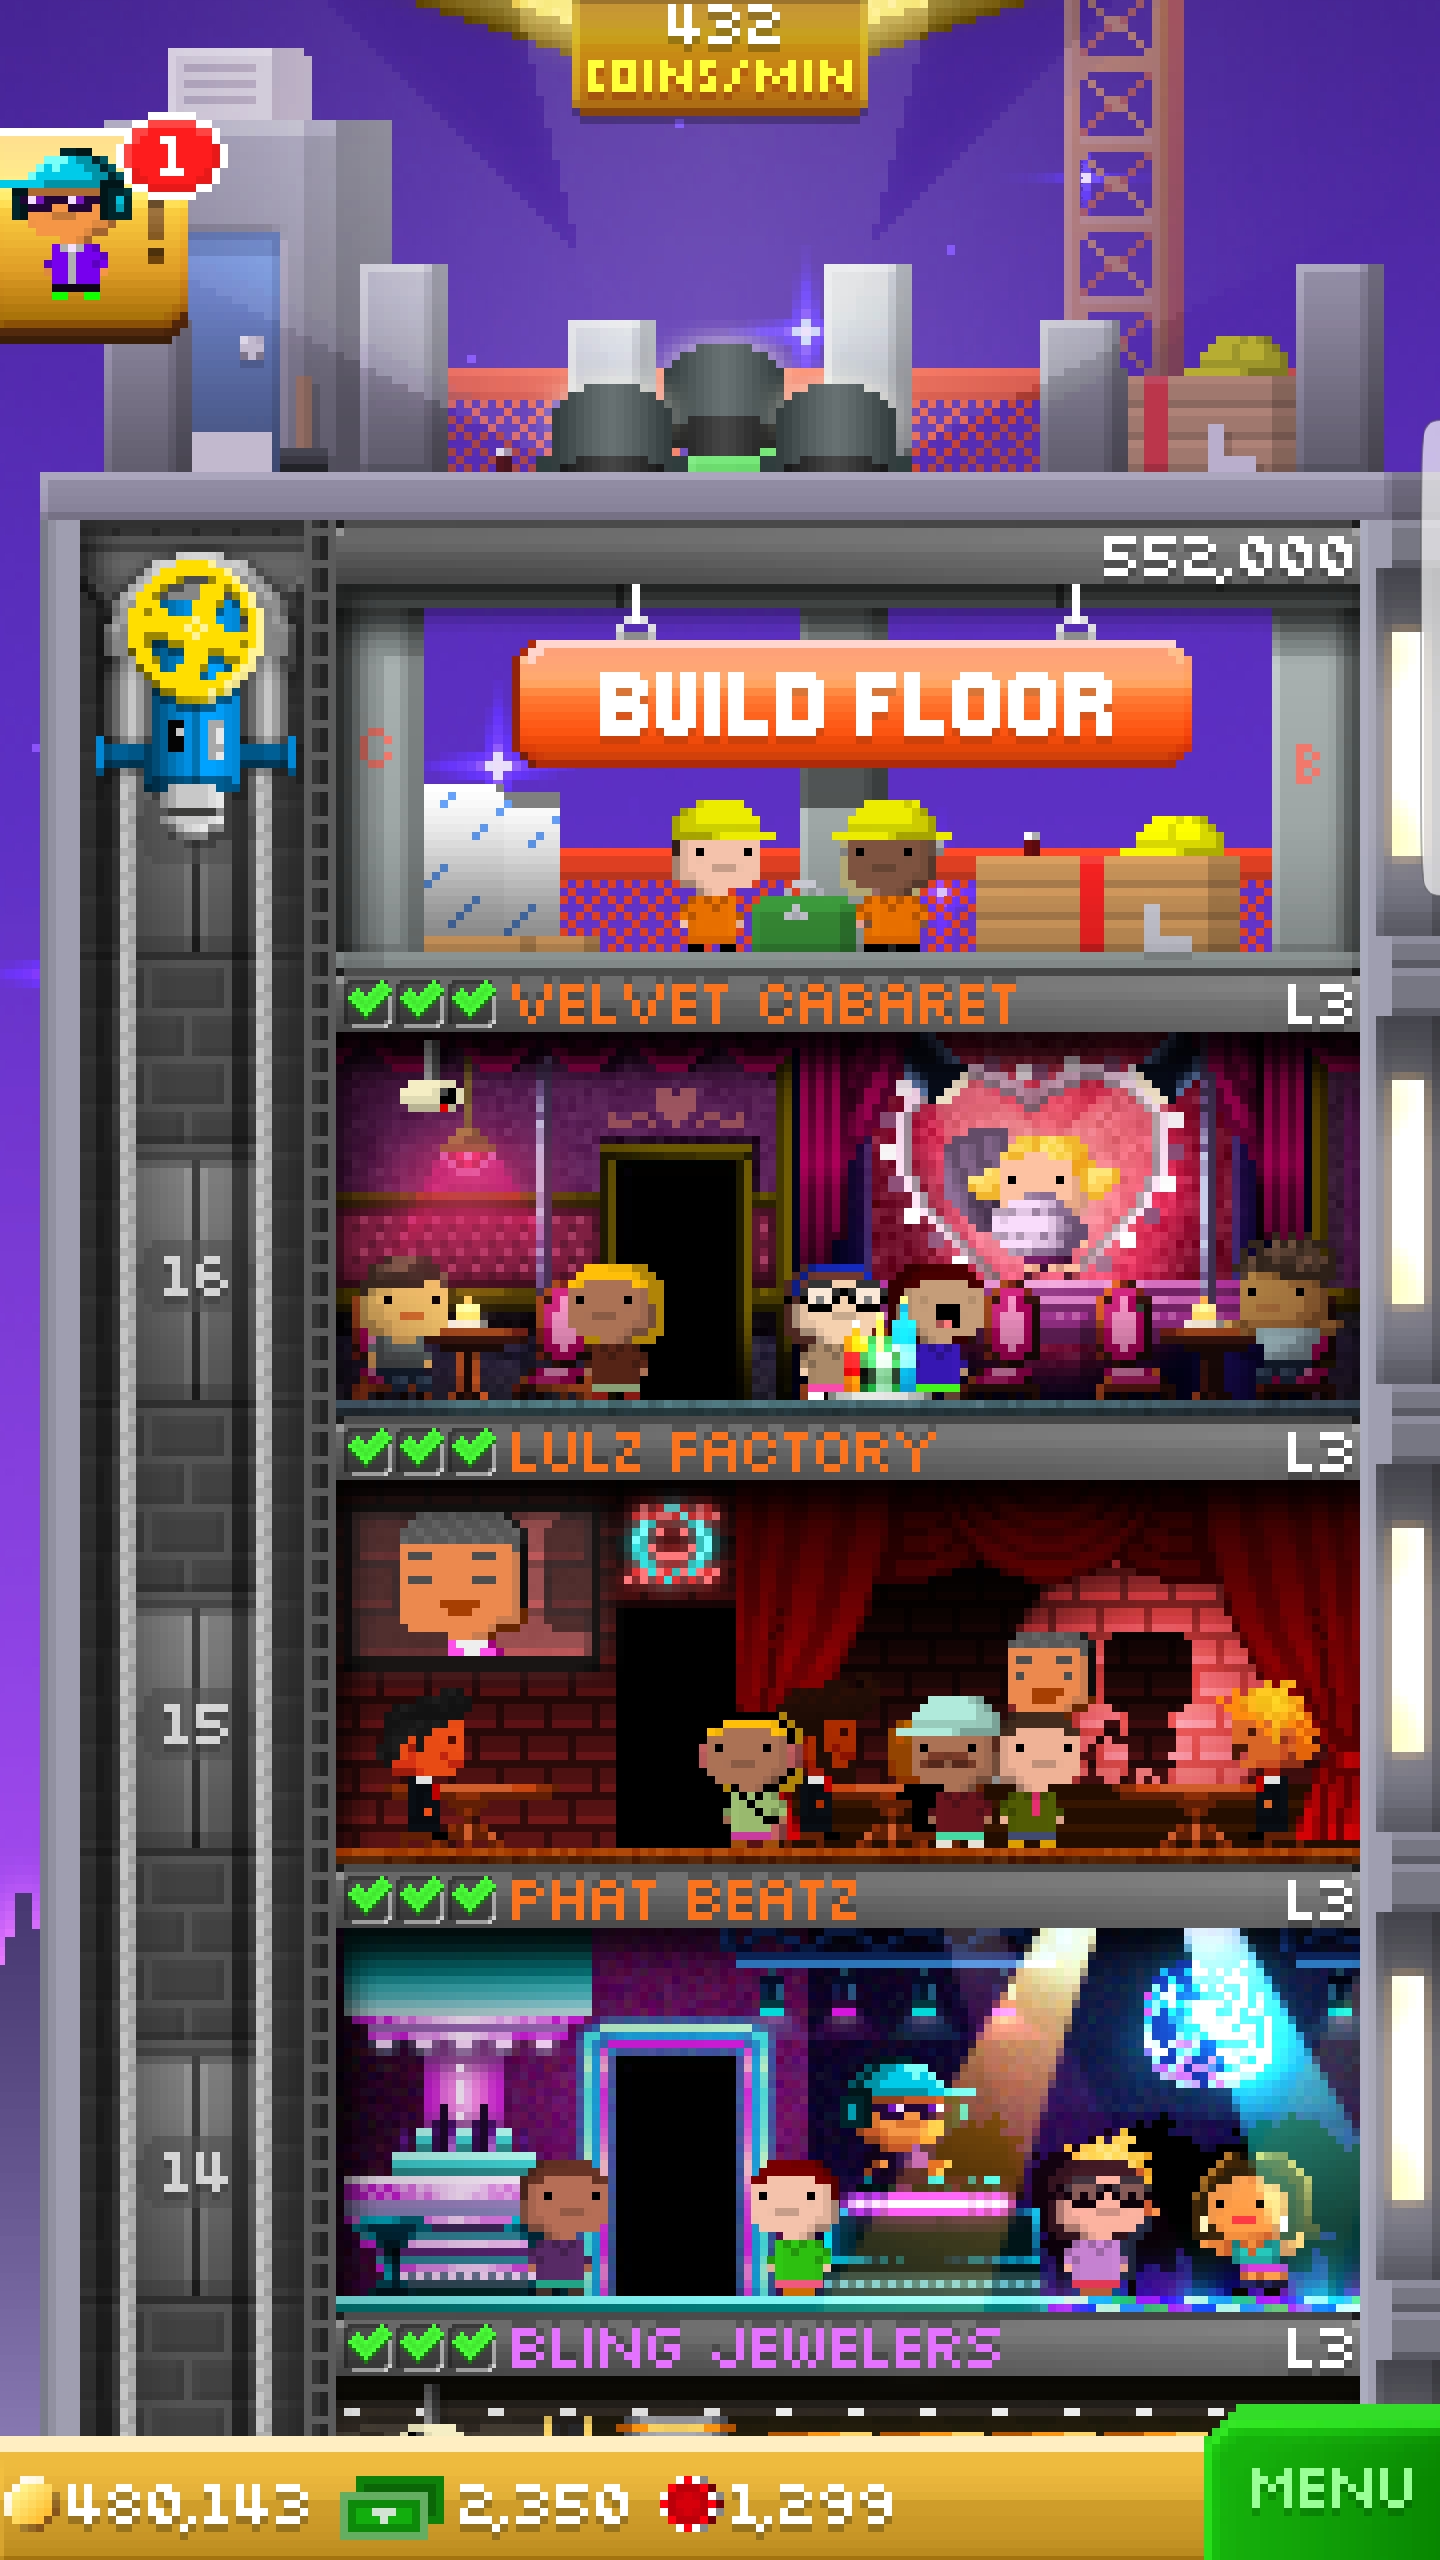 432
COINS/MIN
1
552,000
BUILD FLOOR
C
B
VELVET CABARET L3
16
LULZ FACTORY L3
15
PHAT BEATZ L3
14
BLING JEWELERS L3
480,143 2,350 1,299 MENU